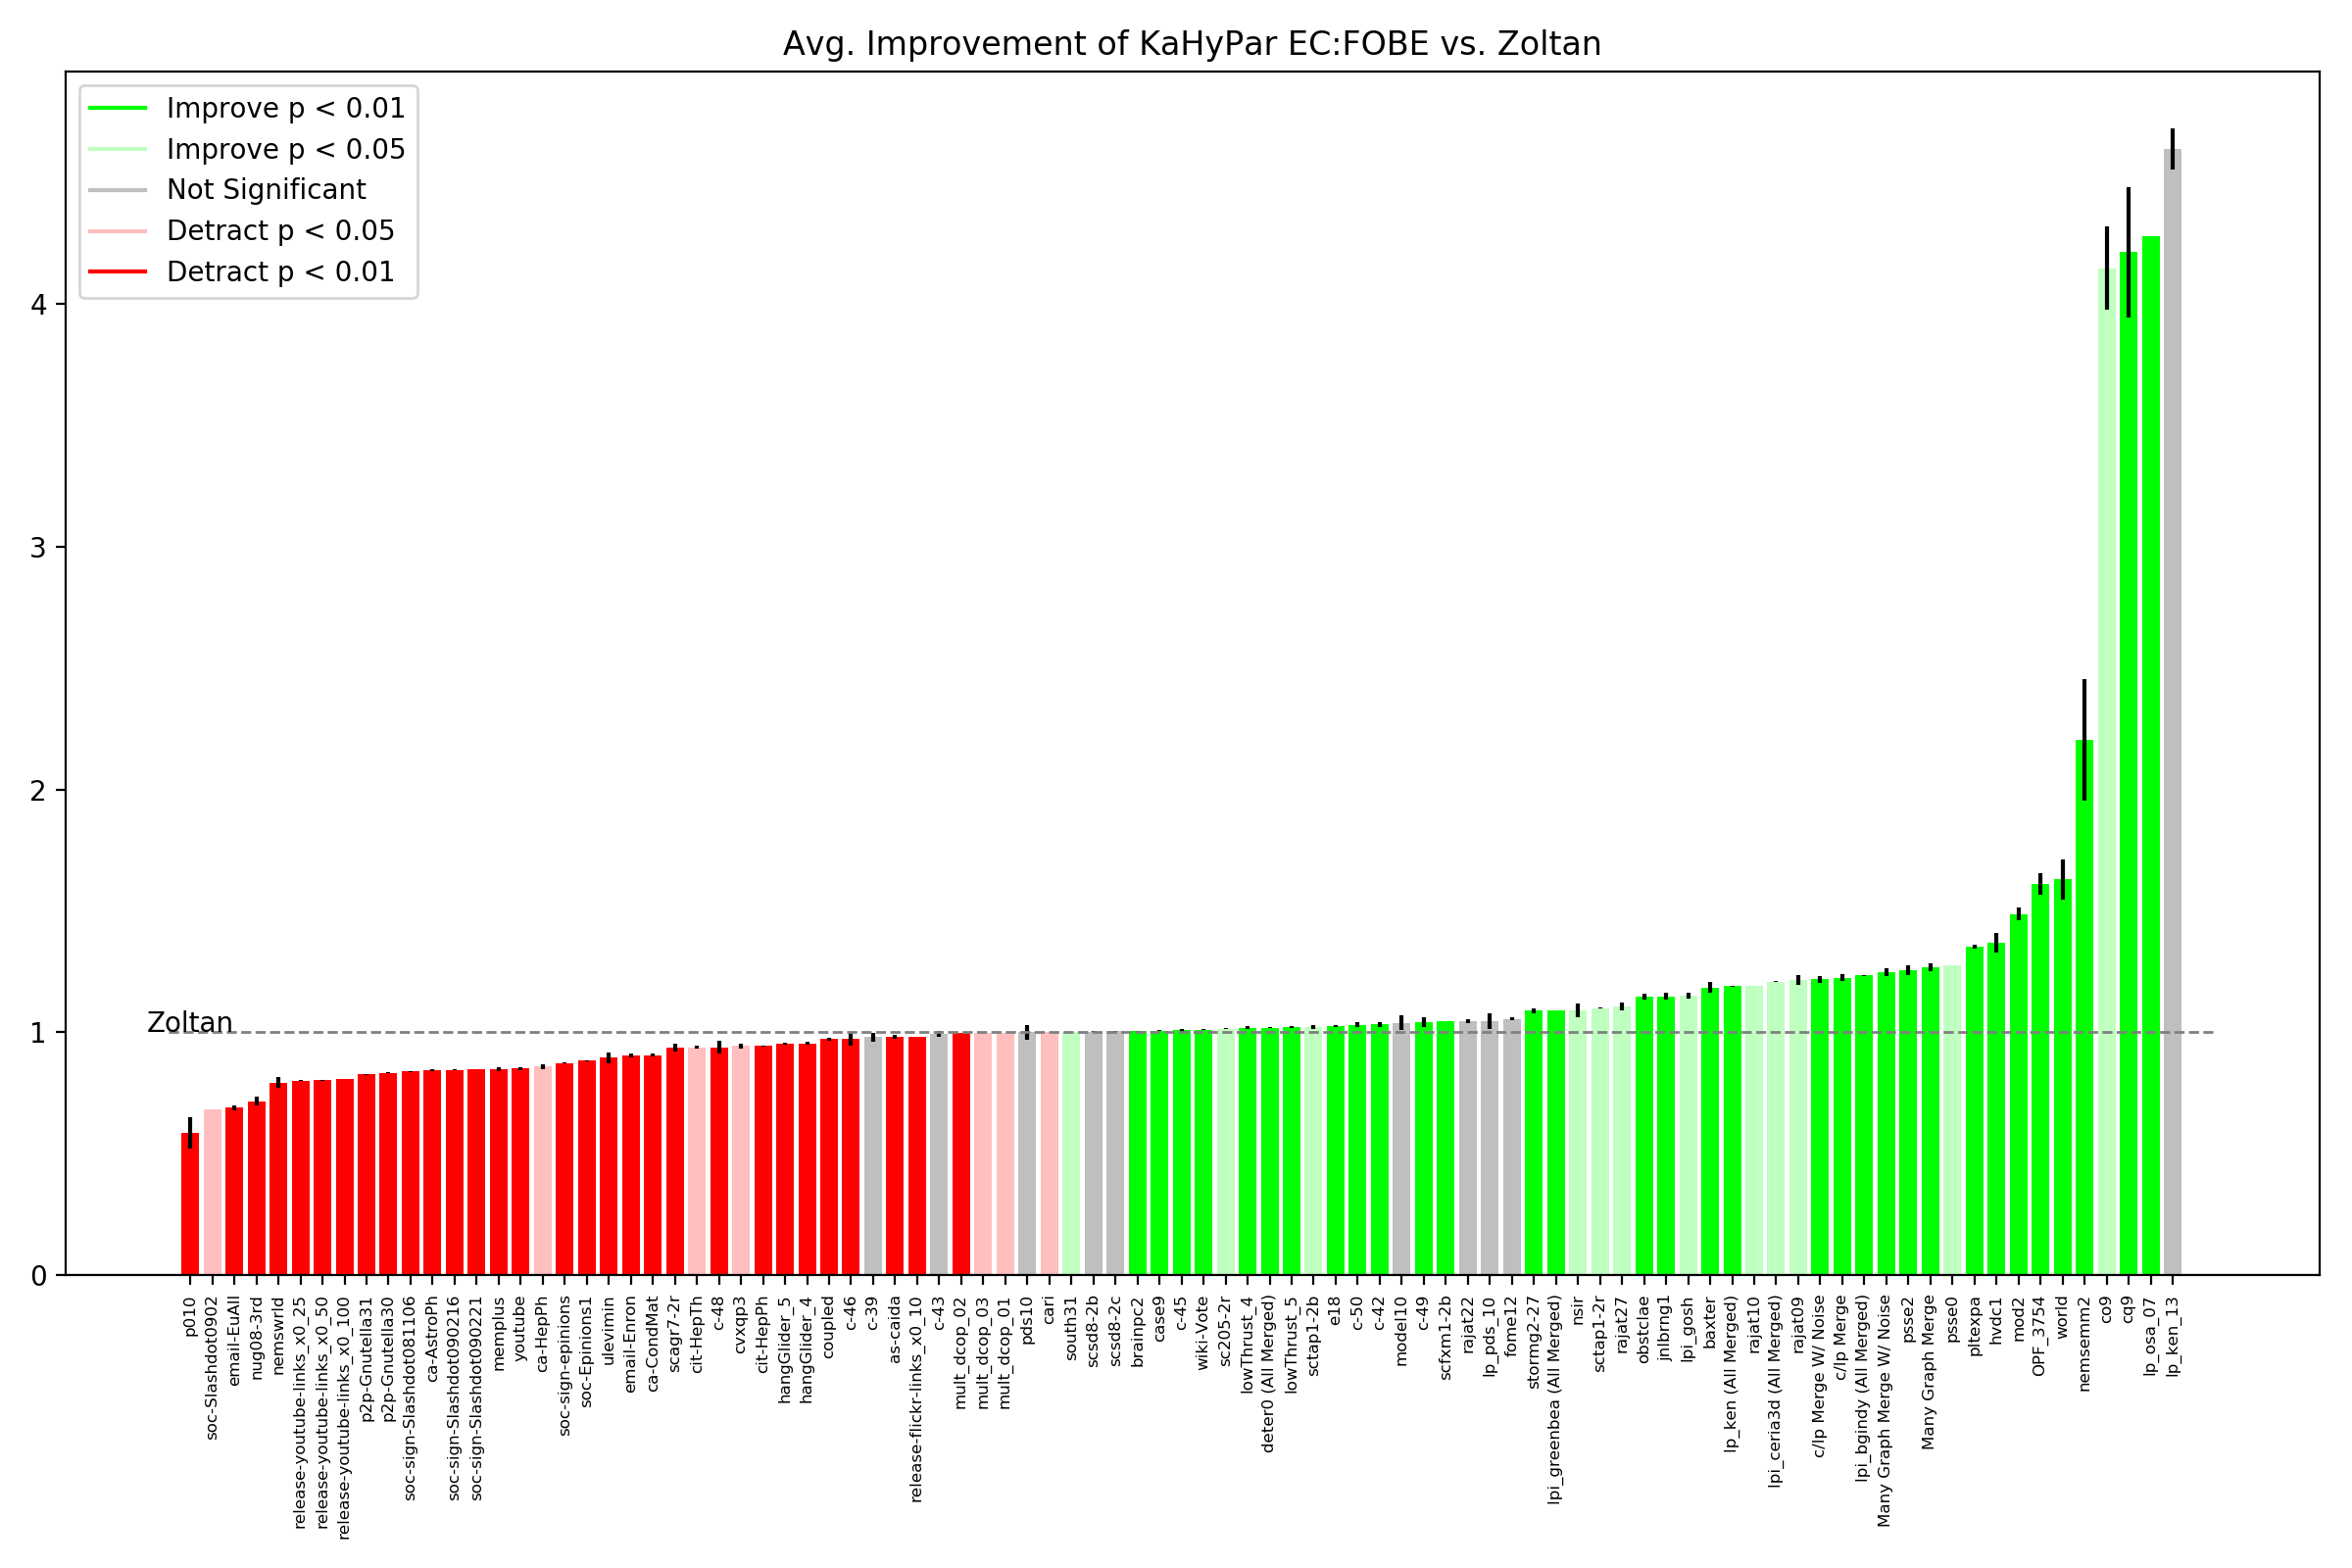 Avg. Improvement of KaHyPar EC:FOBE vs. Zoltan
Improve p < 0.01
Improve p < 0.05
Not Significant
Detract p < 0.05
Detract p < 0.01
4
3
2
1
0
Zoltan
p010
soc-Slashdot0902
email-EuAll
nug08-3rd
nemswrld
release-youtube-links_x0_25
release-youtube-links_x0_50
release-youtube-links_x0_100
p2p-Gnutella31
p2p-Gnutella30
soc-sign-Slashdot081106
ca-AstroPh
soc-sign-Slashdot090216
soc-sign-Slashdot090221
memplus
youtube
ca-HepPh
soc-sign-epinions
soc-Epinions1
ulevimin
email-Enron
ca-CondMat
scagr7-2r
cit-HepTh
c-48
cvxqp3
cit-HepPh
hangGlider_5
hangGlider_4
coupled
c-46
c-39
as-caida
release-flickr-links_x0_10
c-43
mult_dcop_02
mult_dcop_03
mult_dcop_01
pds10
cari
south31
scsd8-2b
scsd8-2c
brainpc2
case9
c-45
wiki-Vote
sc205-2r
lowThrust_4
deter0 (All Merged)
lowThrust_5
sctap1-2b
e18
c-50
c-42
model10
c-49
scfxm1-2b
rajat22
lp_pds_10
fome12
stormg2-27
lpi_greenbea (All Merged)
nsir
sctap1-2r
rajat27
obstclae
jnlbrng1
lpi_gosh
baxter
lp_ken (All Merged)
rajat10
lpi_ceria3d (All Merged)
rajat09
c/lp Merge W/ Noise
c/lp Merge
lpi_bgindy (All Merged)
Many Graph Merge W/ Noise
psse2
Many Graph Merge
psse0
pltexpa
hvdc1
mod2
OPF_3754
world
nemsemm2
co9
cq9
lp_osa_07
lp_ken_13